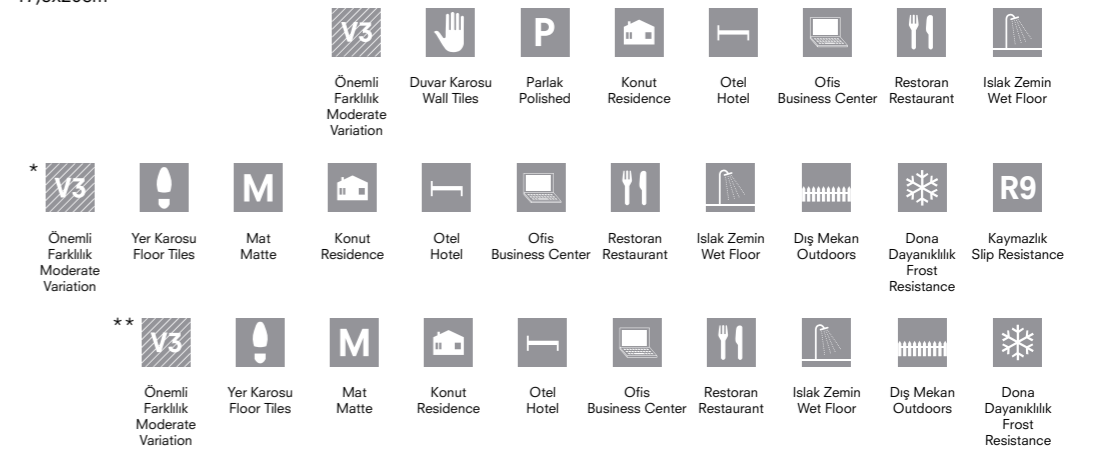 V3
P
Önemli
Farklılık
Moderate
Variation
Duvar Karosu
Wall Tiles
Parlak
Polished
Konut
Residence
Otel
Hotel
Ofis
Business Center
Restoran
Restaurant
Islak Zemin
Wet Floor
*
V3
M
R9
Önemli
Farklılık
Moderate
Variation
Yer Karosu
Floor Tiles
Mat
Matte
Konut
Residence
Otel
Hotel
Ofis
Business Center
Restoran
Restaurant
Islak Zemin
Wet Floor
Dış Mekan
Outdoors
Dona
Dayanıklılık
Frost
Resistance
Kaymazlık
Slip Resistance
**
V3
M
Önemli
Farklılık
Moderate
Variation
Yer Karosu
Floor Tiles
Mat
Matte
Konut
Residence
Otel
Hotel
Ofis
Business Center
Restoran
Restaurant
Islak Zemin
Wet Floor
Dış Mekan
Outdoors
Dona
Dayanıklılık
Frost
Resistance